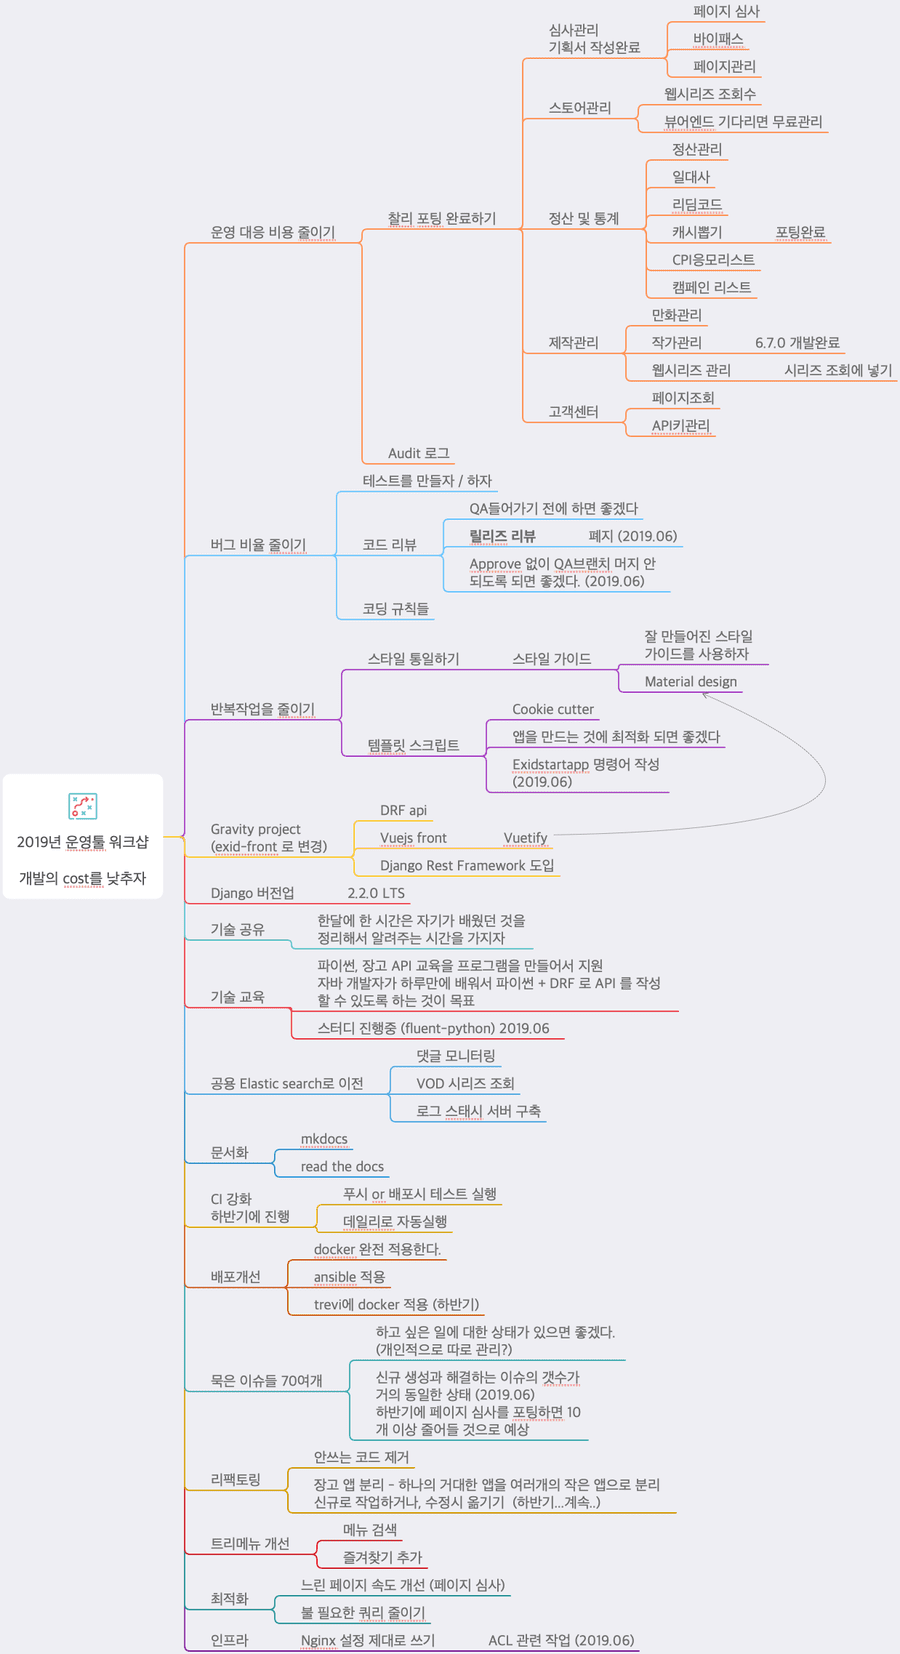 페이지 심사
심사관리
기획서 작성완료
바이패스
페이지관리
웹시리즈 조회수
스토어관리
뷰어엔드 기다리면 무료관리
정산관리
일대사
리딤코드
운영 대응 비용 줄이기
찰리 포팅 완료하기
정산 및 통계
캐시뽑기
포팅완료
CPI응모리스트
캠페인 리스트
만화관리
제작관리
작가관리
6.7.0 개발완료
웹시리즈 관리
시리즈 조회에 넣기
페이지조회
고객센터
API키관리
Audit 로그
테스트를 만들자 / 하자
QA들어가기 전에 하면 좋겠다
버그 비율 줄이기
코드 리뷰
릴리즈 리뷰
폐지 (2019.06)
Approve 없이 QA브랜치 머지 안
되도록 되면 좋겠다. (2019.06)
코딩 규칙들
잘 만들어진 스타일
가이드를 사용하자
스타일 통일하기
스타일 가이드
Material design
반복작업을 줄이기
Cookie cutter
템플릿 스크립트
앱을 만드는 것에 최적화 되면 좋겠다
Exidstartapp 명령어 작성
(2019.06)
2019년 운영툴 워크샵
개발의 cost를 낮추자
DRF api
Gravity project
(exid-front 로 변경)
Vuejs front
Vuetify
Django Rest Framework 도입
Django 버전업
2.2.0 LTS
기술 공유
한달에 한 시간은 자기가 배웠던 것을
정리해서 알려주는 시간을 가지자
기술 교육
파이썬, 장고 API 교육을 프로그램을 만들어서 지원
자바 개발자가 하루만에 배워서 파이썬 + DRF 로 API 를 작성
할 수 있도록 하는 것이 목표
스터디 진행중 (fluent-python) 2019.06
댓글 모니터링
공용 Elastic search로 이전
VOD 시리즈 조회
로그 스태시 서버 구축
문서화
mkdocs
read the docs
CI 강화
하반기에 진행
푸시 or 배포시 테스트 실행
데일리로 자동실행
docker 완전 적용한다.
배포개선
ansible 적용
trevi에 docker 적용 (하반기)
하고 싶은 일에 대한 상태가 있으면 좋겠다.
(개인적으로 따로 관리?)
묵은 이슈들 70여개
신규 생성과 해결하는 이슈의 갯수가
거의 동일한 상태 (2019.06)
하반기에 페이지 심사를 포팅하면 10
개 이상 줄어들 것으로 예상
안쓰는 코드 제거
리팩토링
장고 앱 분리 - 하나의 거대한 앱을 여러개의 작은 앱으로 분리
신규로 작업하거나, 수정시 옮기기 (하반기...계속..)
메뉴 검색
트리메뉴 개선
즐겨찾기 추가
느린 페이지 속도 개선 (페이지 심사)
최적화
불 필요한 쿼리 줄이기
인프라
Nginx 설정 제대로 쓰기
ACL 관련 작업 (2019.06)